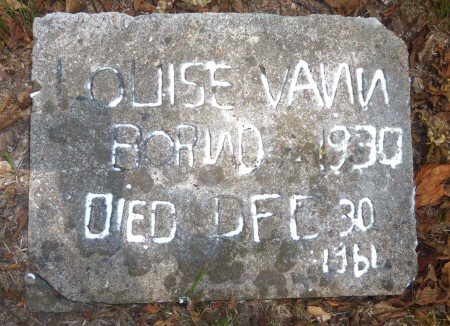 LOUISE VANN
BORND 1930
DIED DEC 30
1961